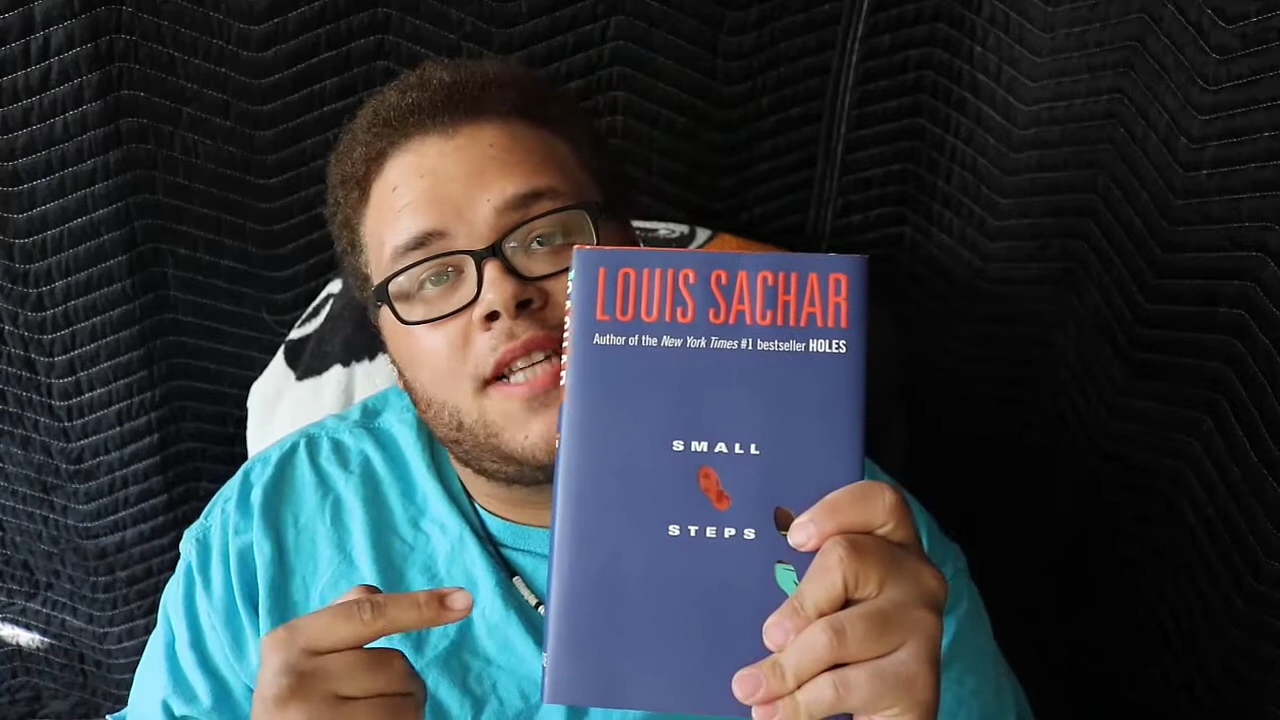 LOUIS SACHAR
Author of the New York Times #1 bestseller HOLES
SMALL
STEPS